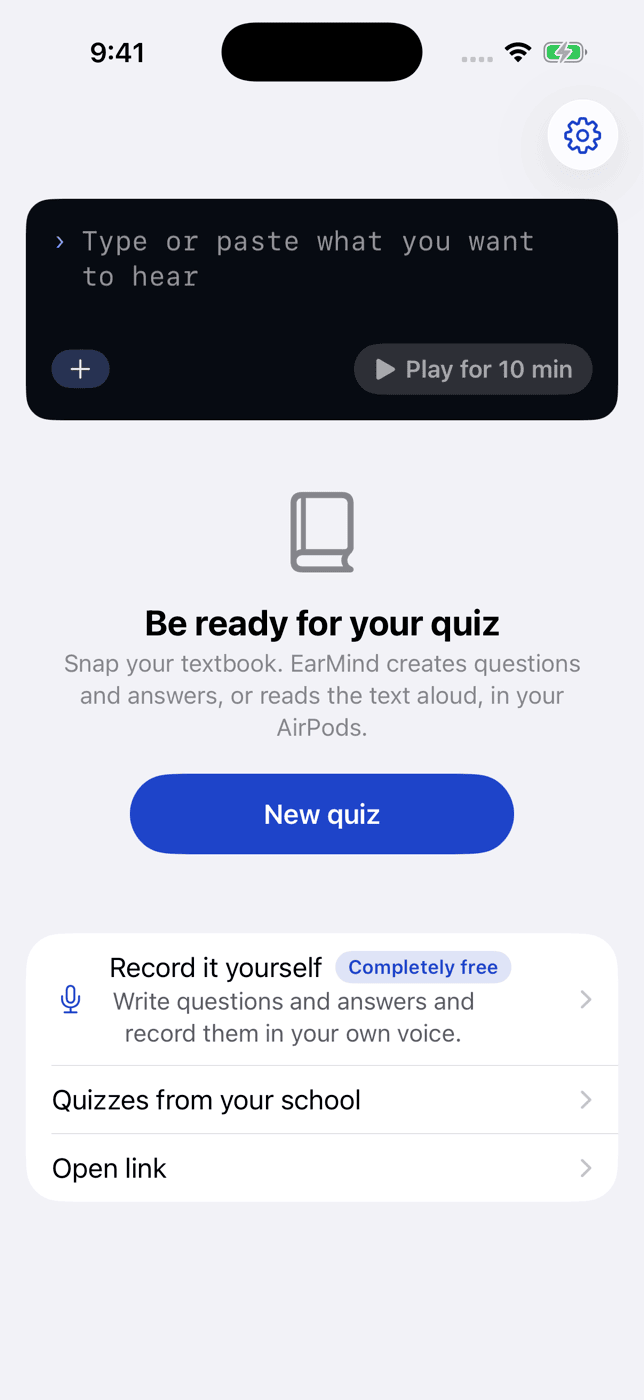 9:41
› Type or paste what you want
to hear
+
Play for 10 min
Be ready for your quiz
Snap your textbook. EarMind creates questions
and answers, or reads the text aloud, in your
AirPods.
New quiz
Record it yourself Completely free
Write questions and answers and
record them in your own voice.
Quizzes from your school
Open link